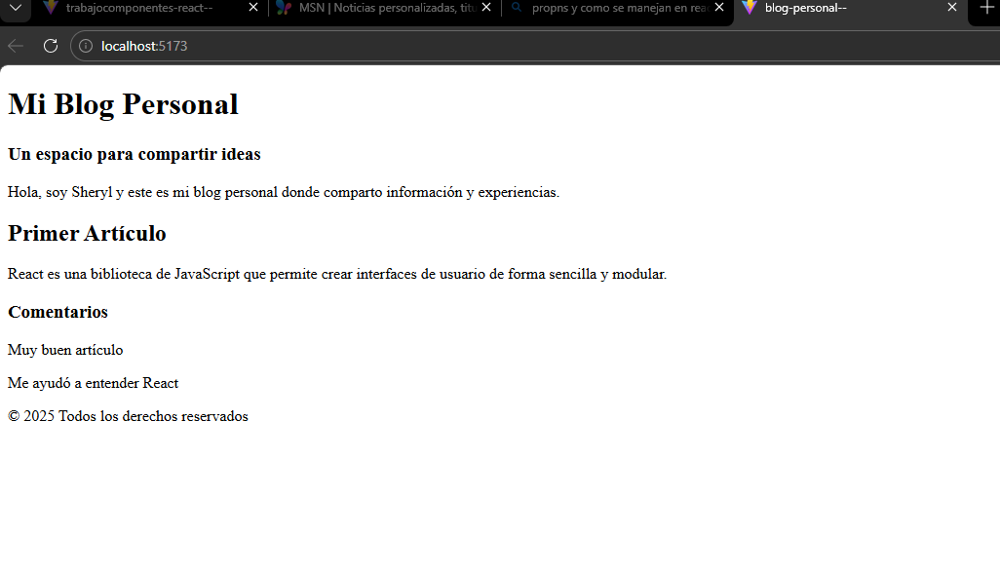 trabajocomponentes-react--
MSN | Noticias personalizadas, titu
propns y como se manejan en rea
blog-personal--
localhost:5173
Mi Blog Personal
Un espacio para compartir ideas
Hola, soy Sheryl y este es mi blog personal donde comparto información y experiencias.
Primer Artículo
React es una biblioteca de JavaScript que permite crear interfaces de usuario de forma sencilla y modular.
Comentarios
Muy buen artículo
Me ayudó a entender React
© 2025 Todos los derechos reservados